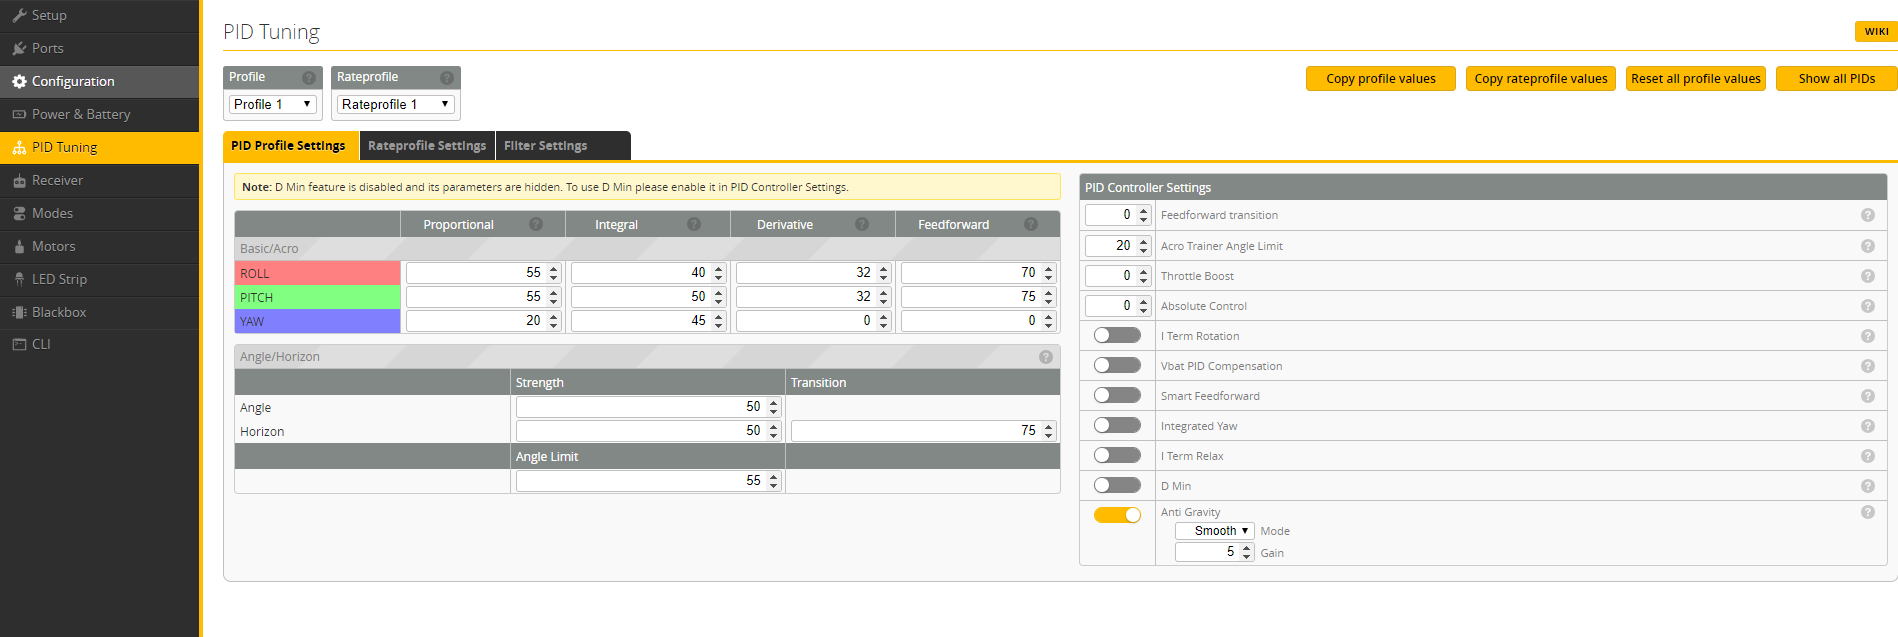 Setup
Ports
Configuration
Power & Battery
PID Tuning
Receiver
Modes
Motors
LED Strip
Blackbox
CLI
PID Tuning
WIKI
Profile ? Rateprofile ?
Profile 1 Rateprofile 1
Copy profile values Copy rateprofile values Reset all profile values Show all PIDs
PID Profile Settings Rateprofile Settings Filter Settings
Note: D Min feature is disabled and its parameters are hidden. To use D Min please enable it in PID Controller Settings.
Proportional ? Integral ? Derivative ? Feedforward ?
Basic/Acro
ROLL 55 40 32 70
PITCH 55 50 32 75
YAW 20 45 0 0
Angle/Horizon ?
Strength Transition
Angle 50
Horizon 50 75
Angle Limit
55
PID Controller Settings
0 Feedforward transition ?
20 Acro Trainer Angle Limit ?
0 Throttle Boost ?
0 Absolute Control ?
I Term Rotation ?
Vbat PID Compensation ?
Smart Feedforward ?
Integrated Yaw ?
I Term Relax ?
D Min ?
Anti Gravity ?
Smooth Mode
5 Gain